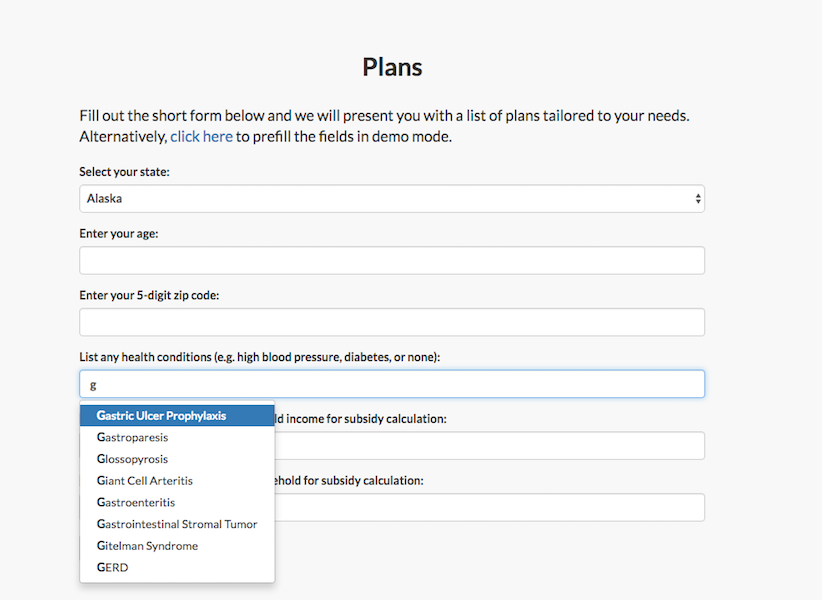 Plans
Fill out the short form below and we will present you with a list of plans tailored to your needs.
Alternatively, click here to prefill the fields in demo mode.
Select your state:
Alaska
Enter your age:
Enter your 5-digit zip code:
List any health conditions (e.g. high blood pressure, diabetes, or none):
g
Gastric Ulcer Prophylaxis
income for subsidy calculation:
Gastroparesis
Glossopyrosis
Giant Cell Arteritis
for subsidy calculation:
Gastroenteritis
Gastrointestinal Stromal Tumor
Gitelman Syndrome
GERD